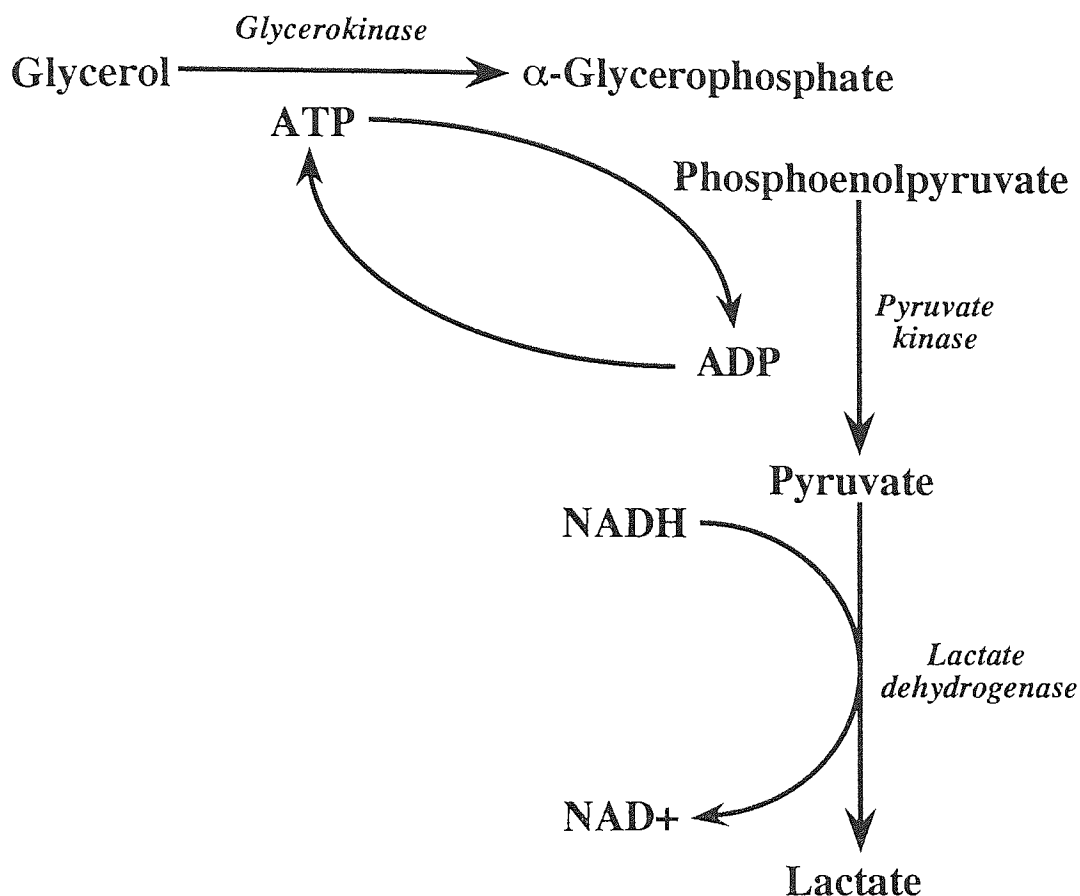 Glycerokinase
Glycerol
α-Glycerophosphate
ATP
Phosphoenolpyruvate
Pyruvate
kinase
ADP
Pyruvate
NADH
Lactate
dehydrogenase
NAD+
Lactate